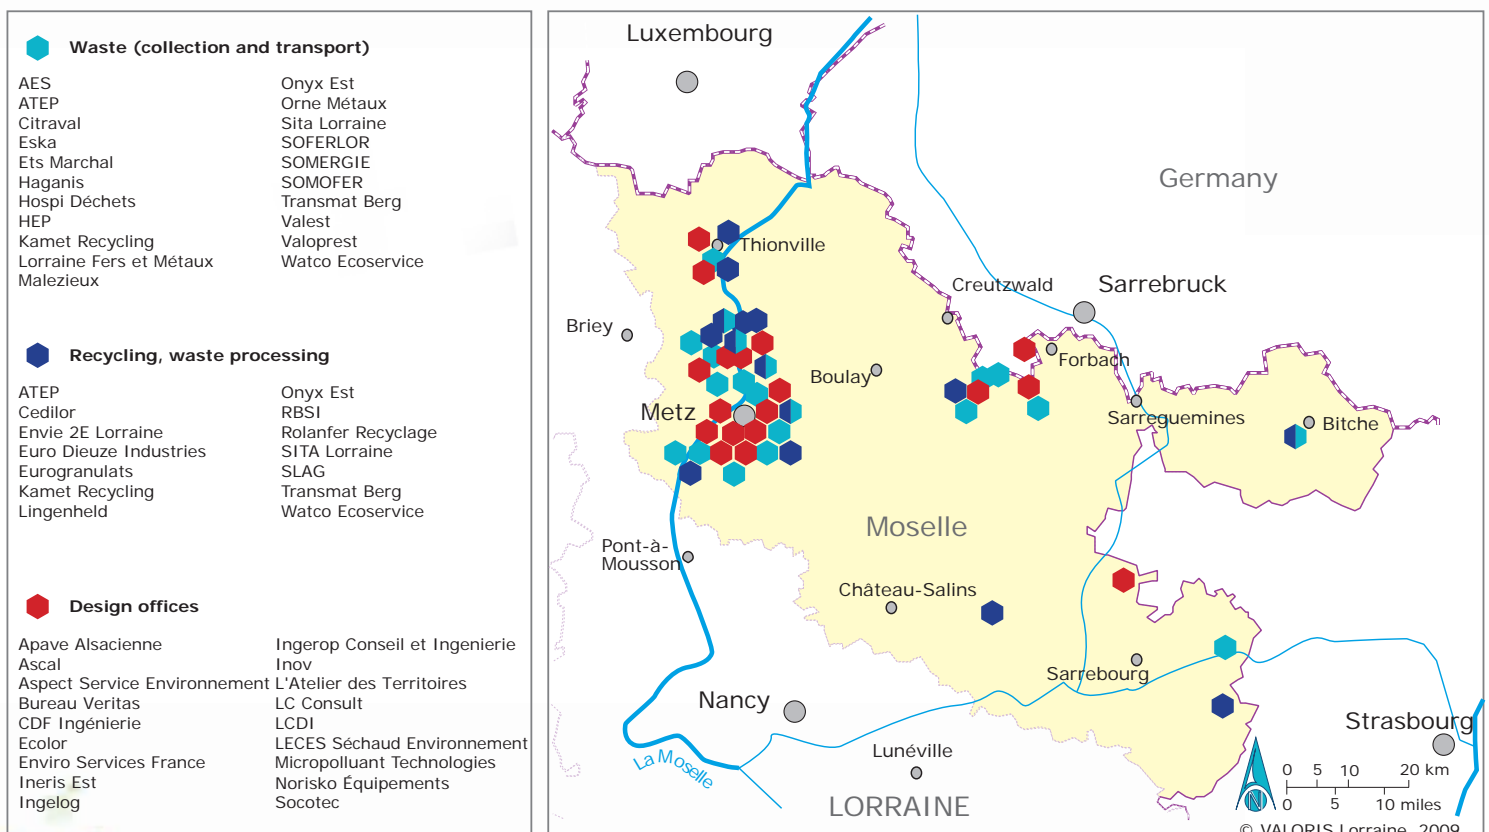 Waste (collection and transport)
AES
ATEP
Citraval
Eska
Ets Marchal
Haganis
Hospi Déchets
HEP
Kamet Recycling
Lorraine Fers et Métaux
Malezieux
Onyx Est
Orne Métaux
Sita Lorraine
SOFERLOR
SOMERGIE
SOMOFER
Transmat Berg
Valest
Valoprest
Watco Ecoservice
Recycling, waste processing
ATEP
Cedilor
Envie 2E Lorraine
Euro Dieuze Industries
Eurogranulats
Kamet Recycling
Lingenheld
Onyx Est
RBSI
Rolanfer Recyclage
SITA Lorraine
SLAG
Transmat Berg
Watco Ecoservice
Design offices
Apave Alsacienne
Ascal
Aspect Service Environnement
Bureau Veritas
CDF Ingénierie
Ecolor
Enviro Services France
Ineris Est
Ingelog
Ingerop Conseil et Ingenierie
Inov
L'Atelier des Territoires
LC Consult
LCDI
LECES Séchaud Environnement
Micropolluant Technologies
Norisko Équipements
Socotec
Luxembourg
Germany
Thionville
Creutzwald
Sarrebruck
Briey
Forbach
Boulay
Metz
Sarreguemines
Bitche
Moselle
Pont-à-
Mousson
Château-Salins
Sarrebourg
Nancy
Strasbourg
La Moselle
Lunéville
LORRAINE
N
0 5 10 20 km
0 5 10 miles
© VALORIS Lorraine, 2009